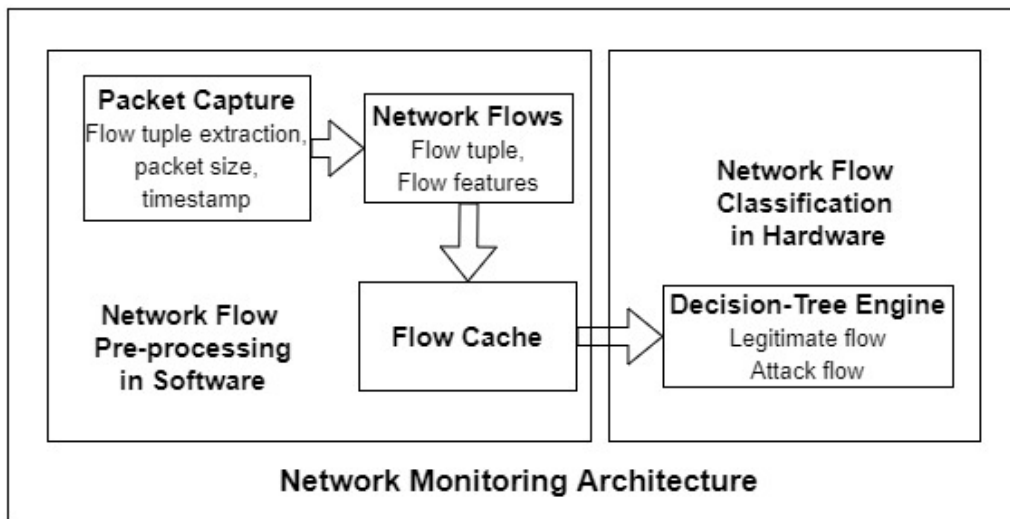 Packet Capture
Flow tuple extraction,
packet size,
timestamp
Network Flows
Flow tuple,
Flow features
Flow Cache
Network Flow
Pre-processing
in Software
Network Flow
Classification
in Hardware
Decision-Tree Engine
Legitimate flow
Attack flow
Network Monitoring Architecture